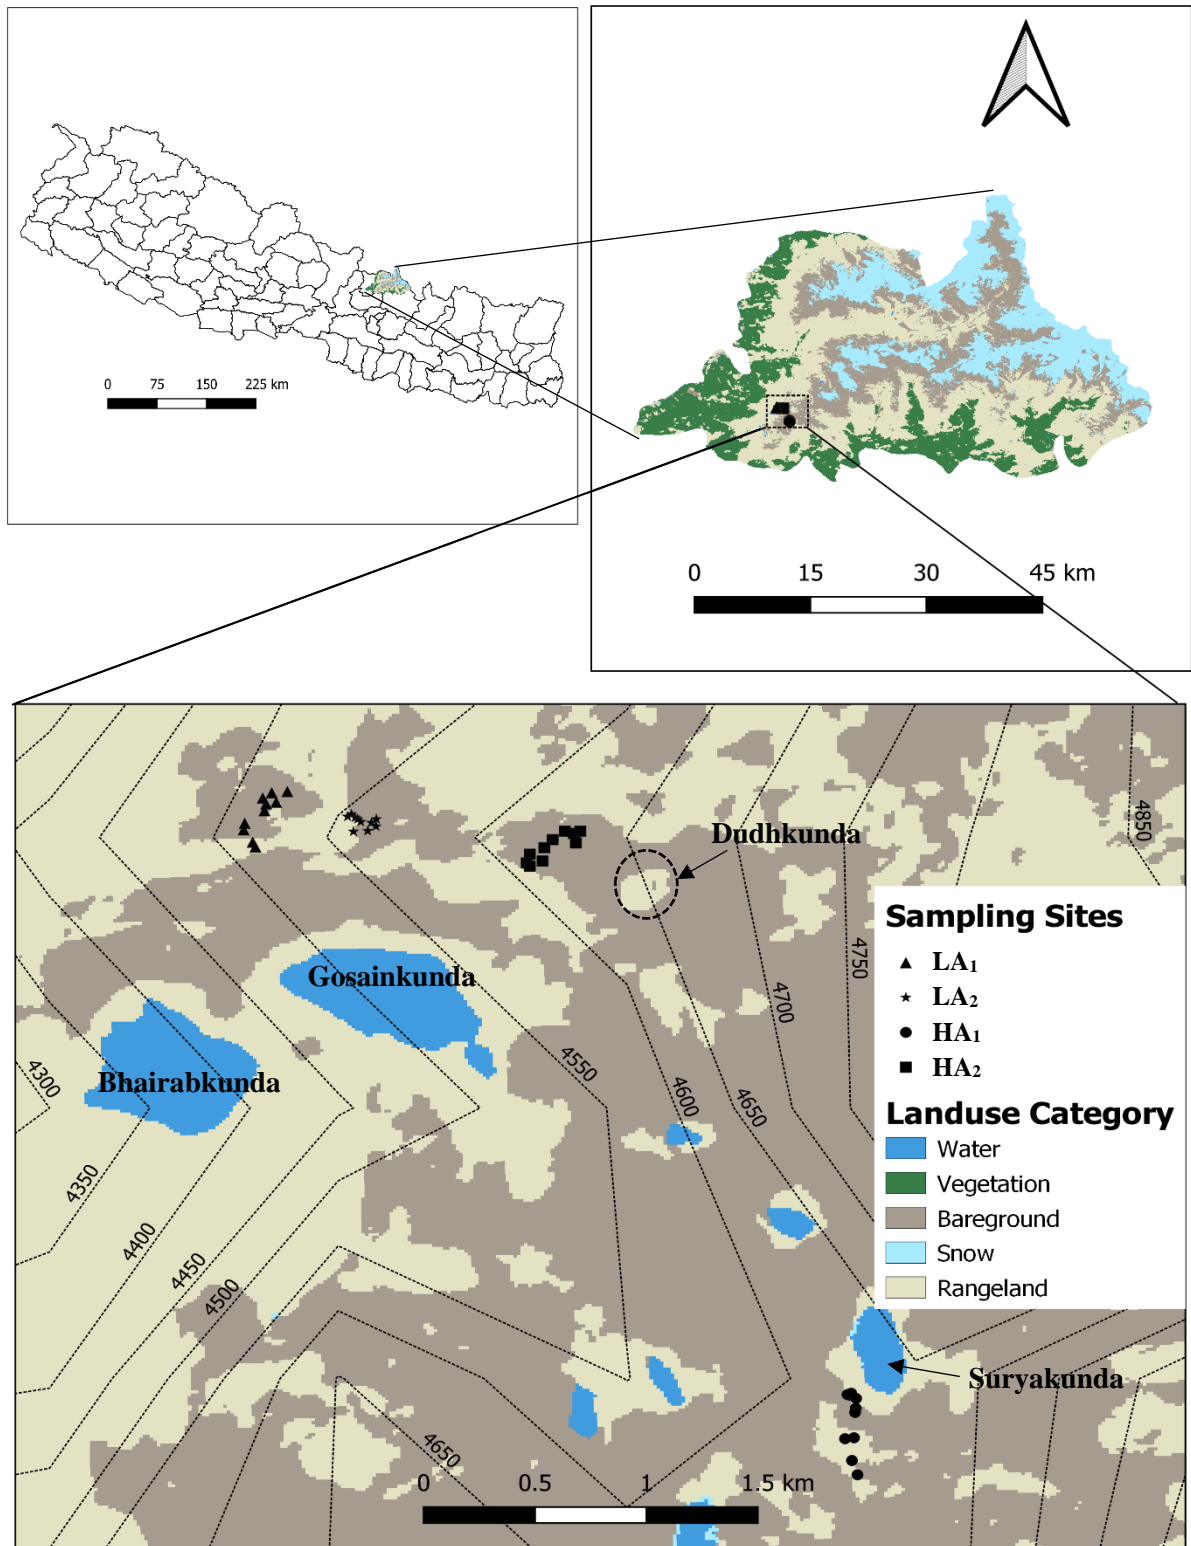 0 75 150 225 km
0 15 30 45 km
4850
Dudhkunda
Sampling Sites
LA1
LA2
HA1
HA2
4750
Gosainkunda
4700
4550
Bhairabkunda
4300
4600
4650
Landuse Category
Water
Vegetation
Bareground
Snow
Rangeland
4350
4400
4450
4500
Suryakunda
4650
0 0.5 1 1.5 km